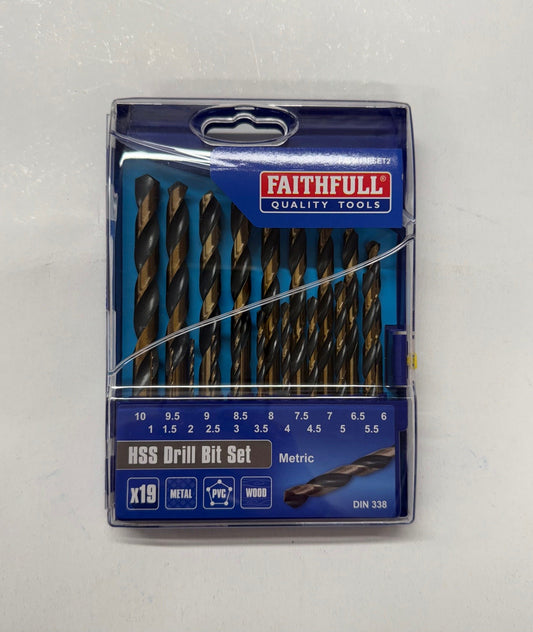 FAITHFULL®
QUALITY TOOLS
10 9.5 9 8.5 8 7.5 7 6.5 6
1 1.5 2 2.5 3 3.5 4 4.5 5 5.5
HSS Drill Bit Set Metric
x19 METAL PVC WOOD
DIN 338